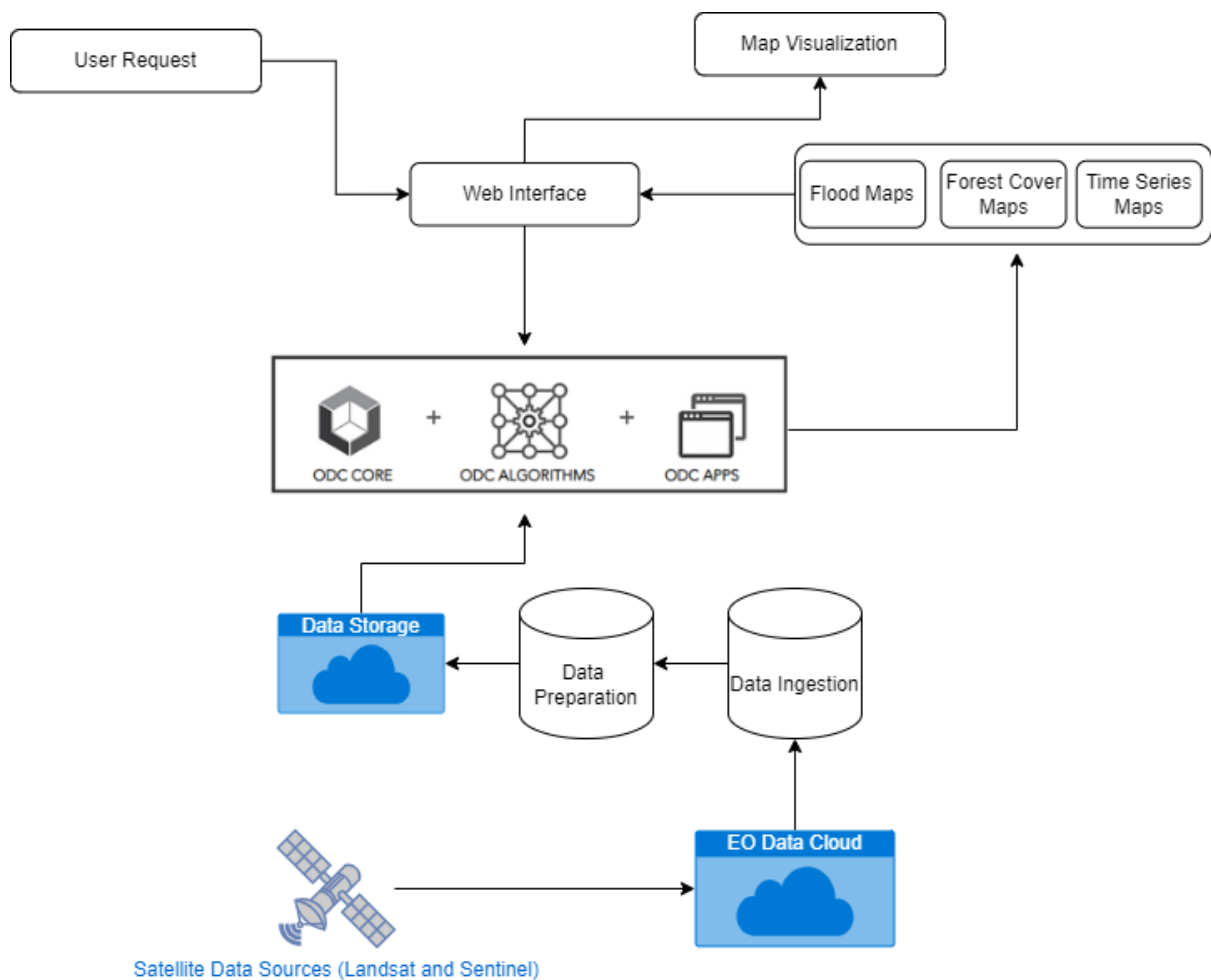 User Request
Map Visualization
Web Interface
Flood Maps
Forest Cover
Maps
Time Series
Maps
+
+
ODC CORE
ODC ALGORITHMS
ODC APPS
Data Storage
Data
Preparation
Data Ingestion
EO Data Cloud
Satellite Data Sources (Landsat and Sentinel)